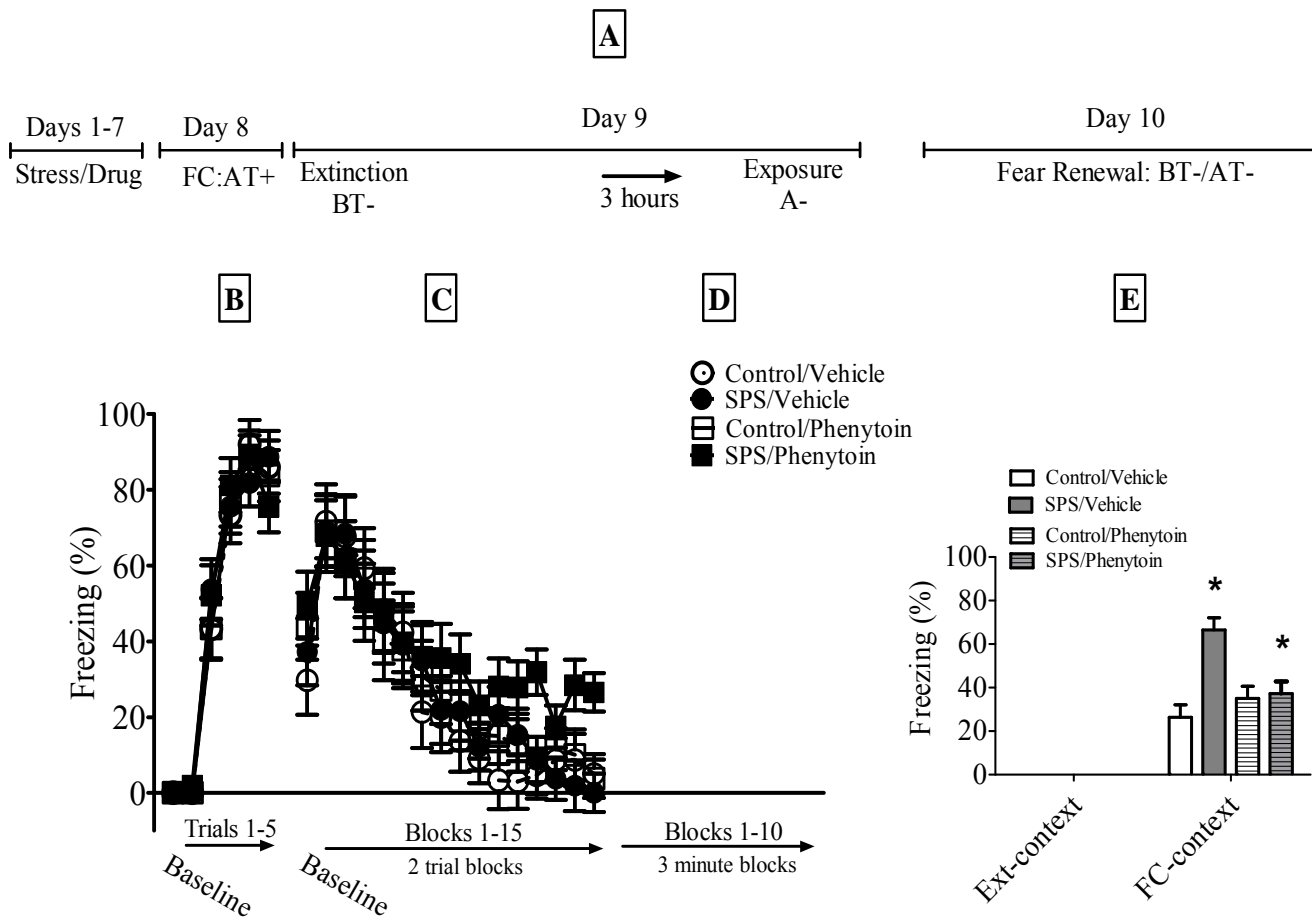 A
Days 1-7
Day 8
Day 9
Day 10
Stress/Drug
FC:AT+
Extinction
BT-
3 hours
Exposure
A-
Fear Renewal: BT-/AT-
B
C
D
E
Control/Vehicle
SPS/Vehicle
Control/Phenytoin
SPS/Phenytoin
Freezing (%)
100
80
60
40
20
0
Trials 1-5
Baseline
Blocks 1-15
2 trial blocks
Baseline
Blocks 1-10
3 minute blocks
Control/Vehicle
SPS/Vehicle
Control/Phenytoin
SPS/Phenytoin
Freezing (%)
100
80
60
40
20
0
*
*
Ext-context
FC-context